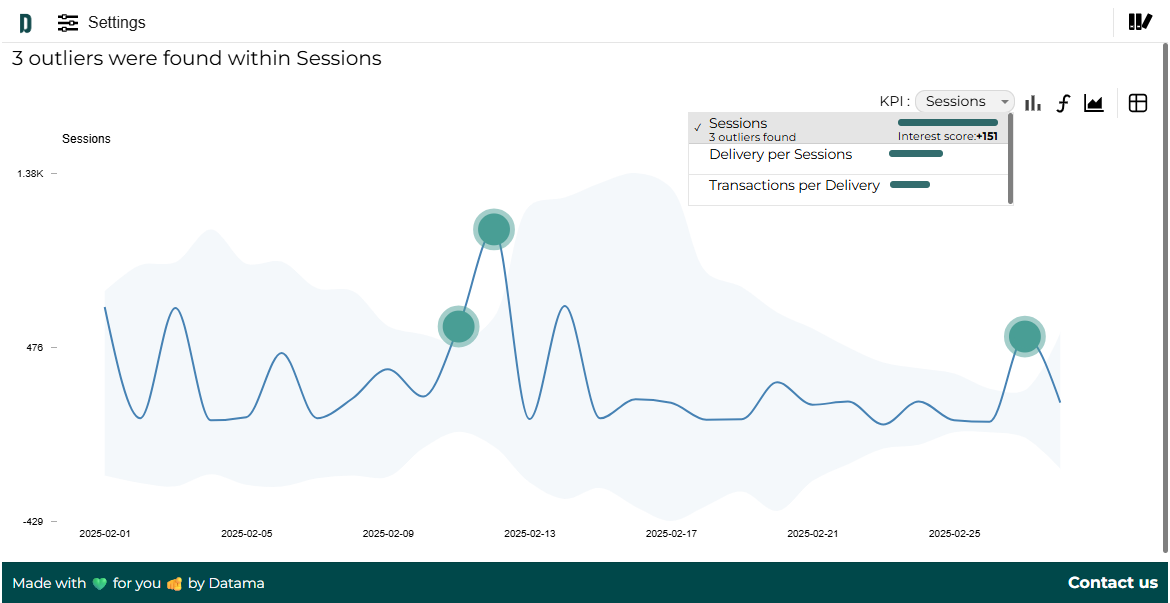 Settings
3 outliers were found within Sessions
KPI : Sessions
Sessions
3 outliers found
Interest score:+151
Delivery per Sessions
Transactions per Delivery
Sessions
1.38K
476
-429
2025-02-01 2025-02-05 2025-02-09 2025-02-13 2025-02-17 2025-02-21 2025-02-25
Made with 💚 for you 🧀 by Datama
Contact us